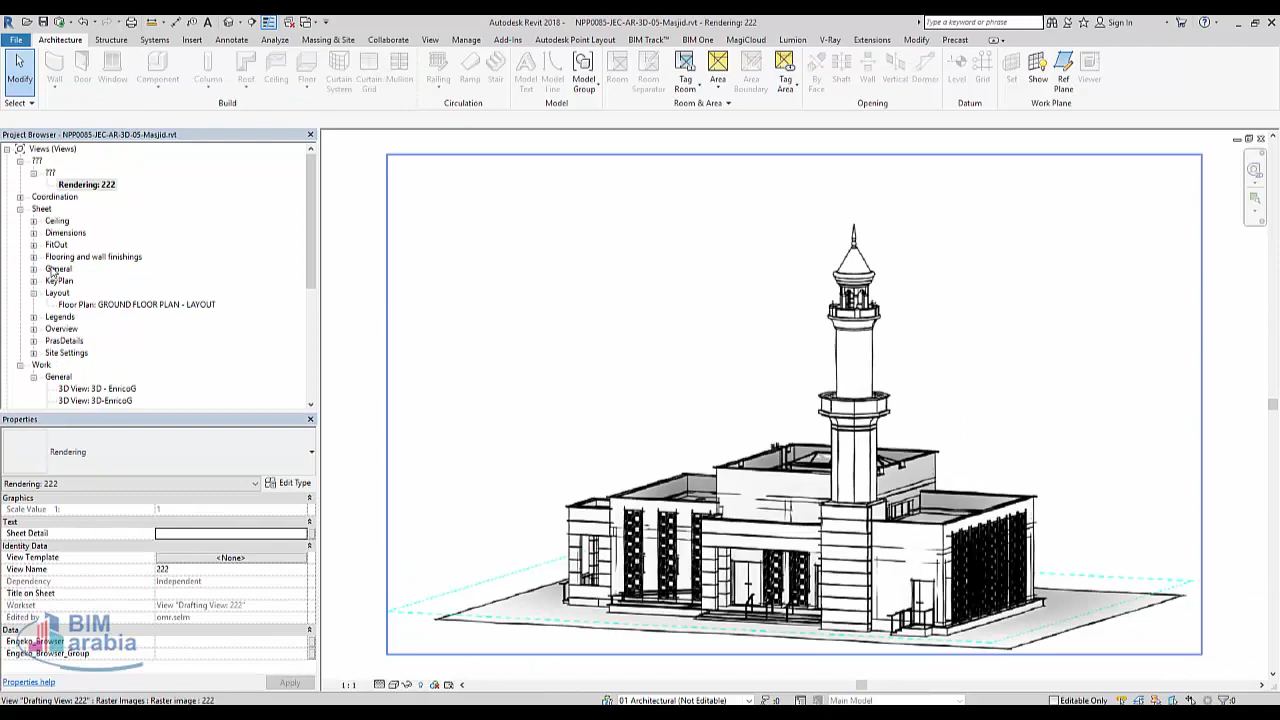 Autodesk Revit 2018 - NPP0085-JEC-AR-3D-05-Masjid.rvt - Rendering: 222
Type a keyword or phrase
Sign In
File Architecture Structure Systems Insert Annotate Massing & Site Collaborate View Manage Add-Ins Autodesk Point Layout BIM Track™ BIM One MagiCloud Lumion V-Ray Extensions Modify Precast
Modify Wall Door Window Component Column Roof Ceiling Floor Curtain System Curtain Grid Mullion Railing Ramp Stair Model Text Model Line Model Group Room Room Separator Tag Room Area Area Boundary Tag Area By Face Shaft Wall Vertical Dormer Level Grid Set Show Ref Plane Viewer
Select Build Circulation Model Room & Area Opening Datum Work Plane
Project Browser - NPP0085-JEC-AR-3D-05-Masjid.rvt
Views (Views)
???
???
Rendering: 222
Coordination
Sheet
Ceiling
Dimensions
FitOut
Flooring and wall finishings
General
KeyPlan
Layout
Floor Plan: GROUND FLOOR PLAN - LAYOUT
Legends
Overview
PrasDetails
Site Settings
Work
General
3D View: 3D - EnricoG
3D View: 3D-EnricoG
Properties
Rendering
Rendering: 222
Edit Type
Graphics
Scale Value 1: 1
Text
Sheet Detail
Identity Data
View Template <None>
View Name 222
Dependency Independent
Title on Sheet
Workset View "Drafting View: 222"
Edited by omr.selm
Data
Engeko_Browser
Engeko_Browser_Group
BIM
arabia
Properties help
Apply
1 : 1
View "Drafting View: 222" : Raster Images : Raster image : 222
01 Architectural (Not Editable)
:0
Main Model
Editable Only
:0